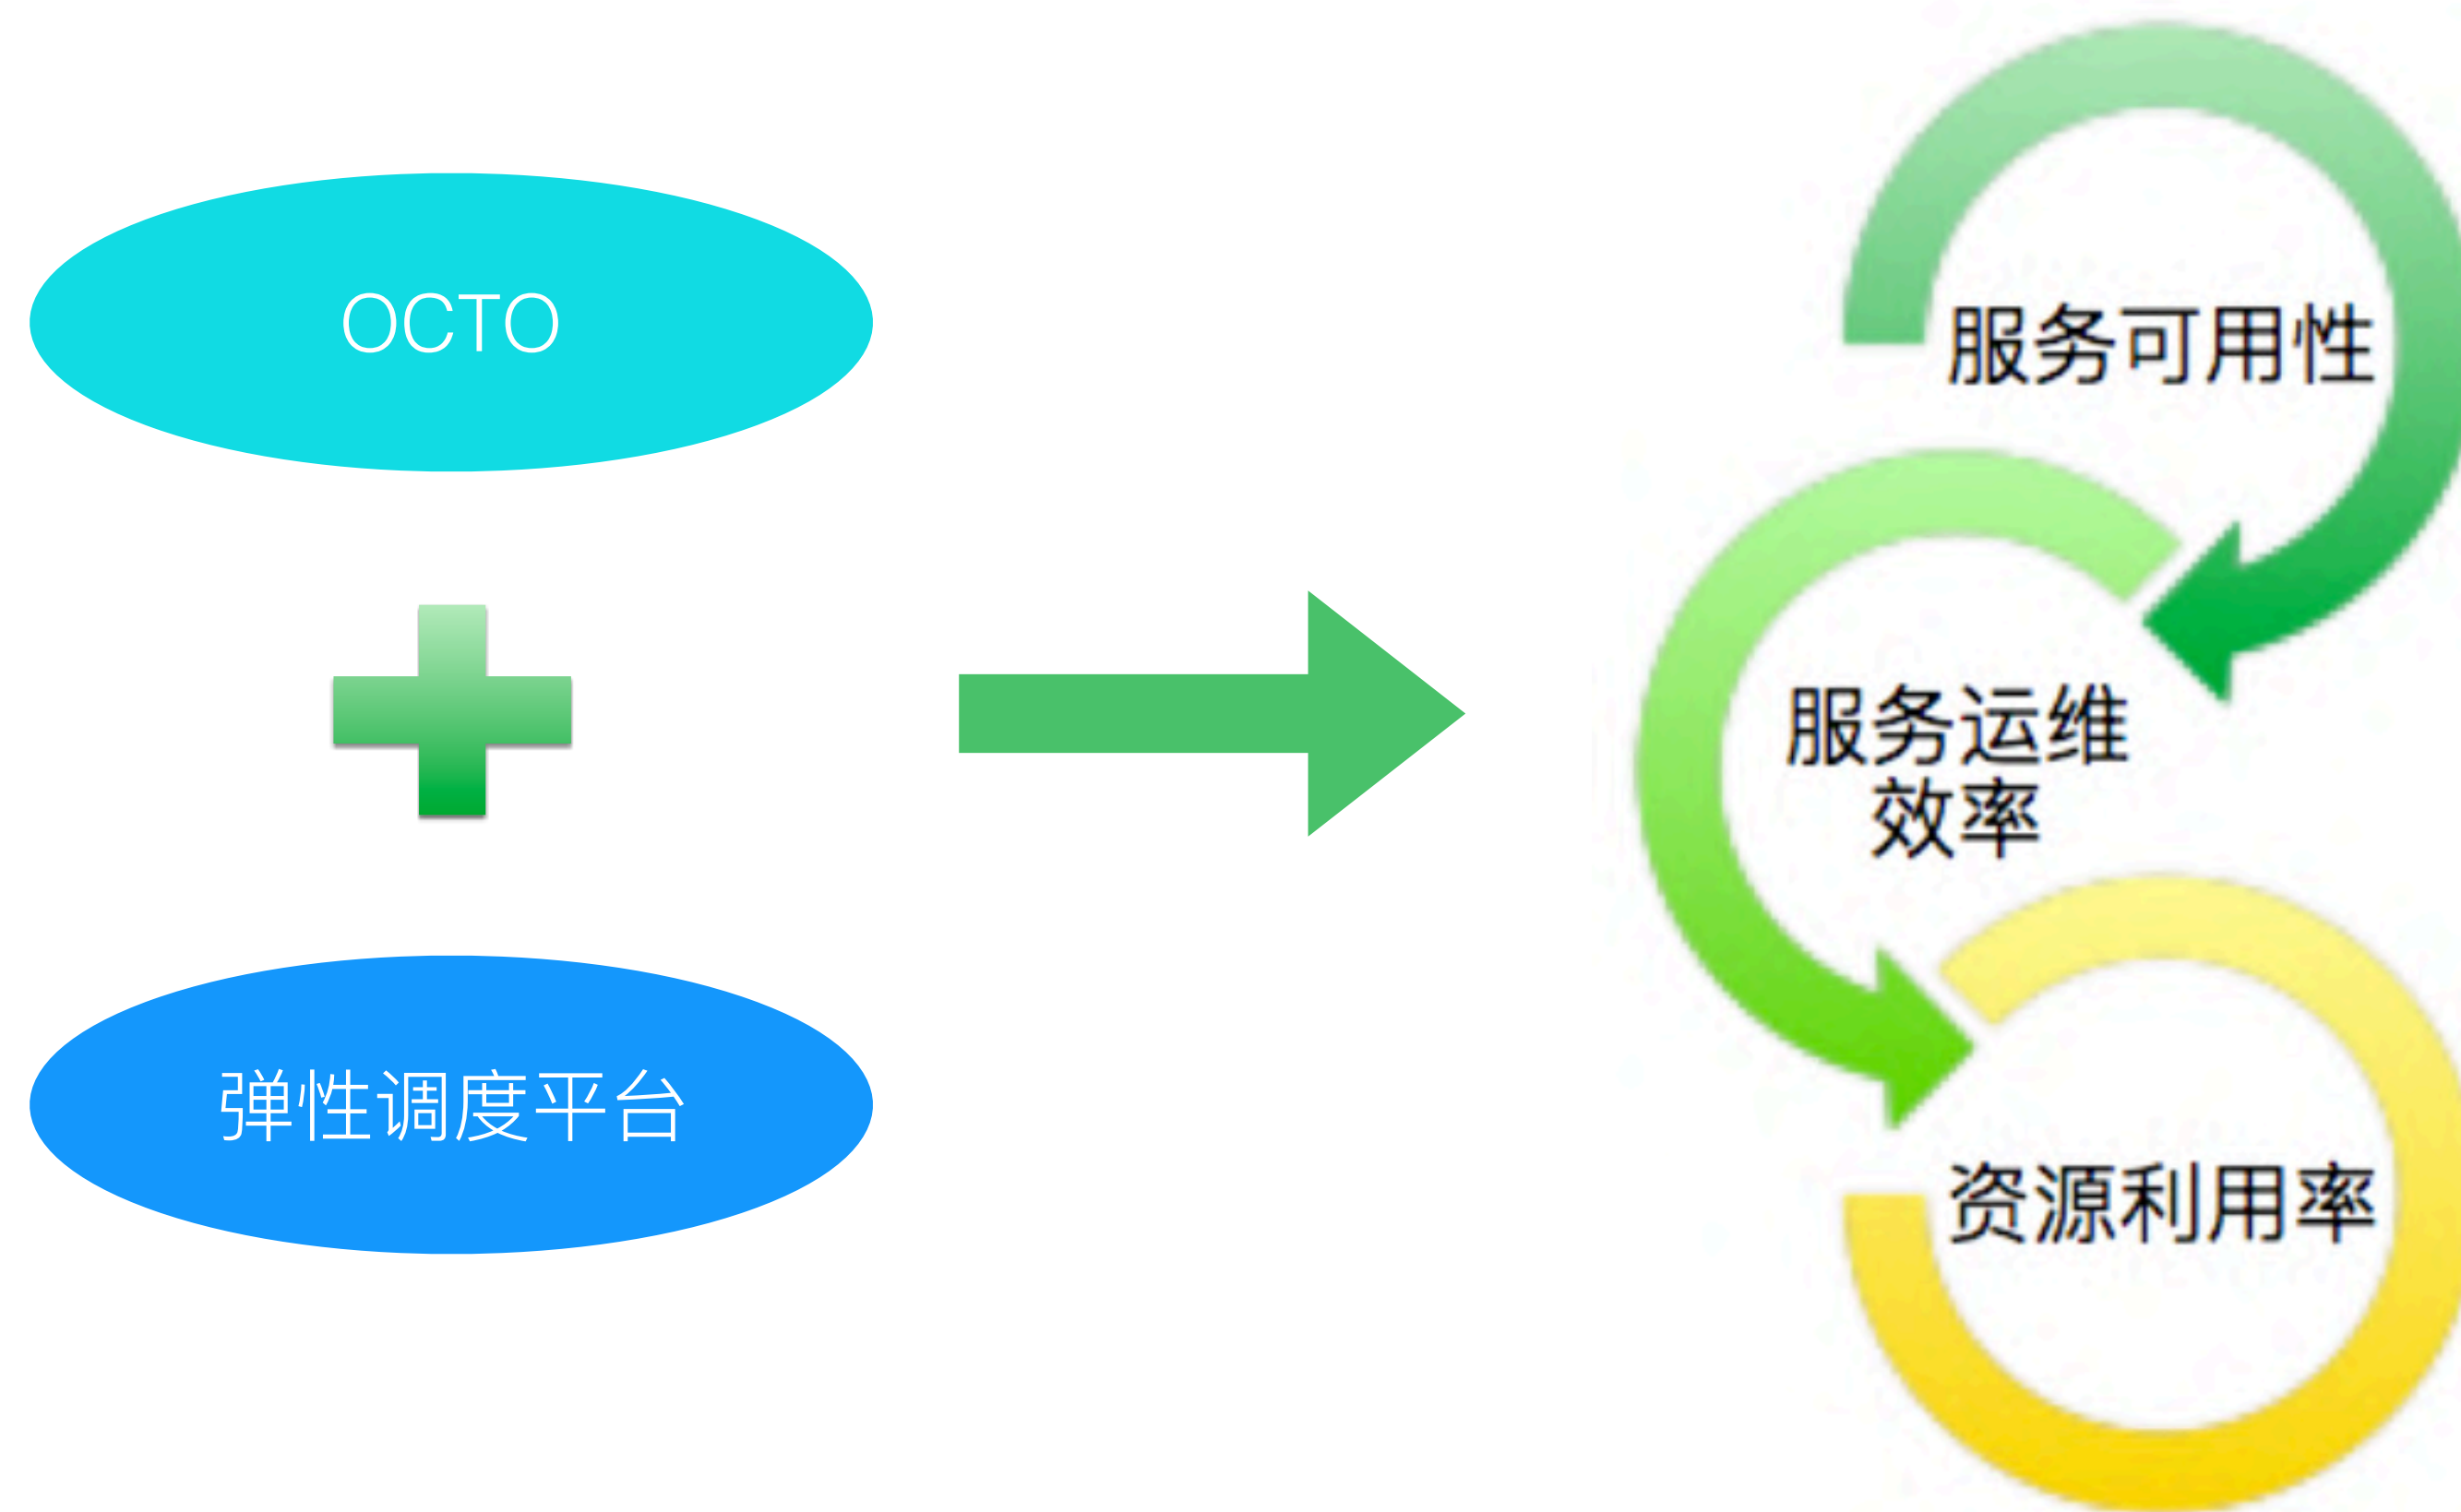 OCTO
弹性调度平台
服务可用性
服务运维
效率
资源利用率